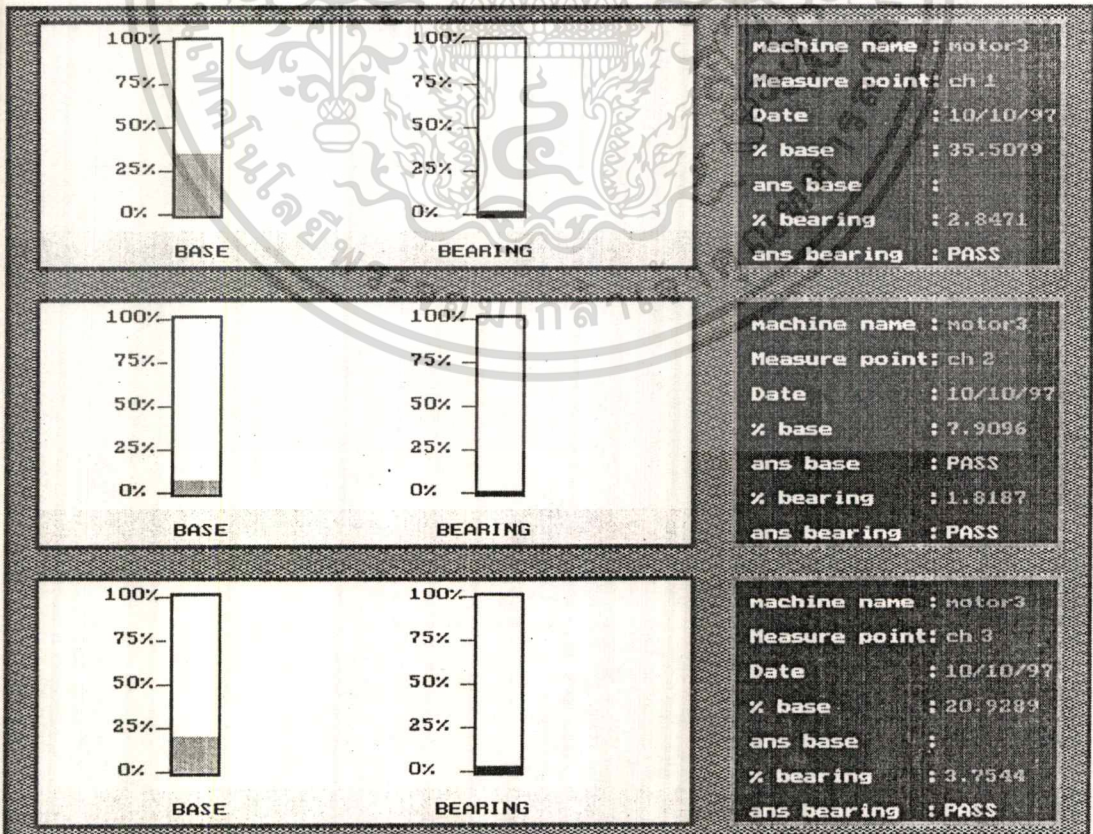 100%
75%
50%
25%
0%
BASE
100%
75%
50%
25%
0%
BEARING
Machine name : motor3
Measure point: ch 1
Date : 10/10/97
% base : 35.5079
ans base :
% bearing : 2.8471
ans bearing : PASS
100%
75%
50%
25%
0%
BASE
100%
75%
50%
25%
0%
BEARING
Machine name : motor3
Measure point: ch 2
Date : 10/10/97
% base : 7.9096
ans base : PASS
% bearing : 1.8187
ans bearing : PASS
100%
75%
50%
25%
0%
BASE
100%
75%
50%
25%
0%
BEARING
Machine name : motor3
Measure point: ch 3
Date : 10/10/97
% base : 20.9289
ans base :
% bearing : 3.7544
ans bearing : PASS